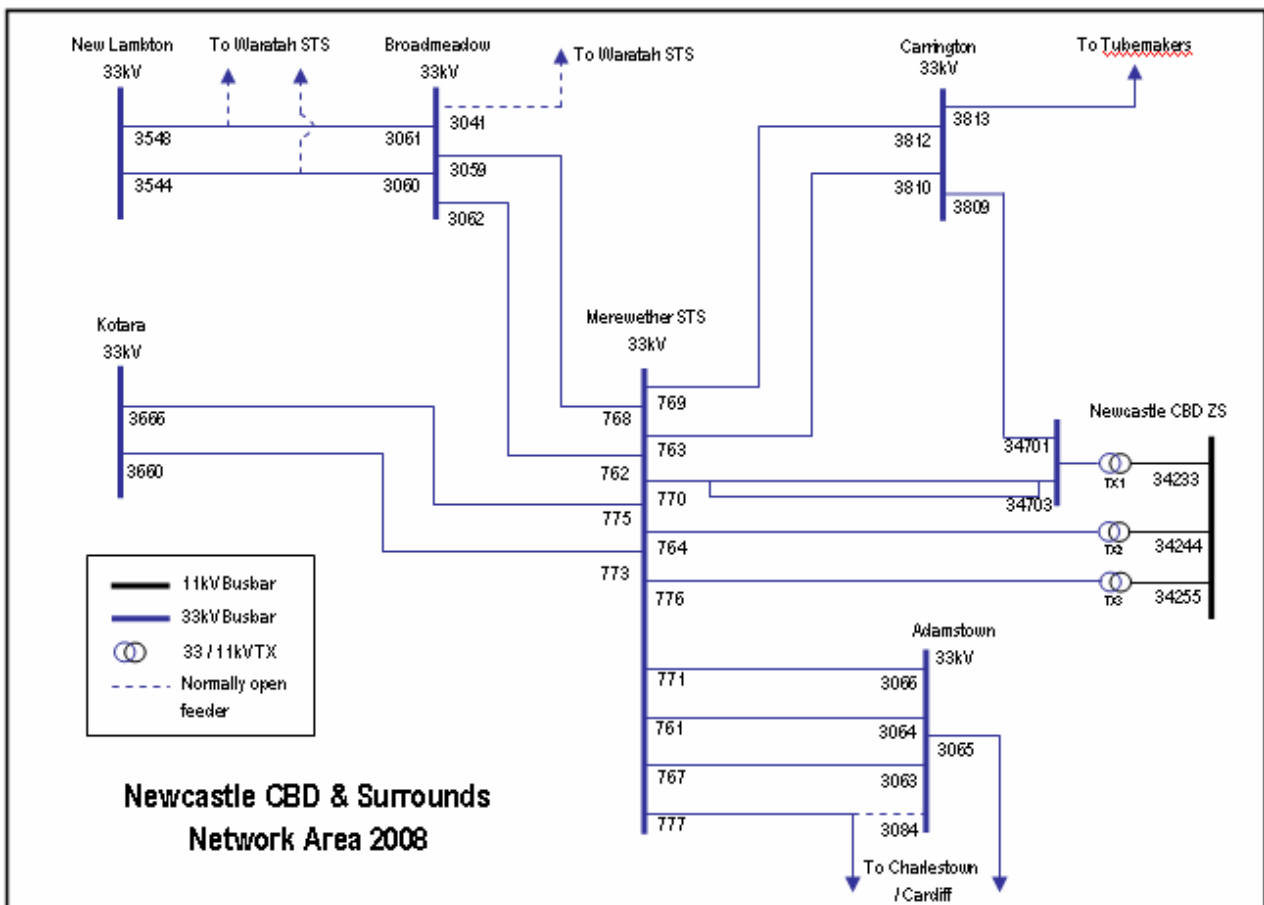 New Lambton
33kV
To Waratah STS
Broadmeadow
33kV
To Waratah STS
Carrington
33kV
To Tubemakers
3548
3061
3041
3544
3060
3059
3062
3812
3813
3810
3809
Kotara
33kV
Merewether STS
33kV
3666
3660
768
769
762
763
775
770
773
764
776
34701
34703
Newcastle CBD ZS
TX1
34233
TX2
34244
TX3
34255
11kV Busbar
33kV Busbar
33 / 11kV TX
Normally open
feeder
Adamstown
33kV
771
3066
761
3064
3065
767
3063
777
3084
To Charlestown
/ Cardiff
Newcastle CBD & Surrounds
Network Area 2008